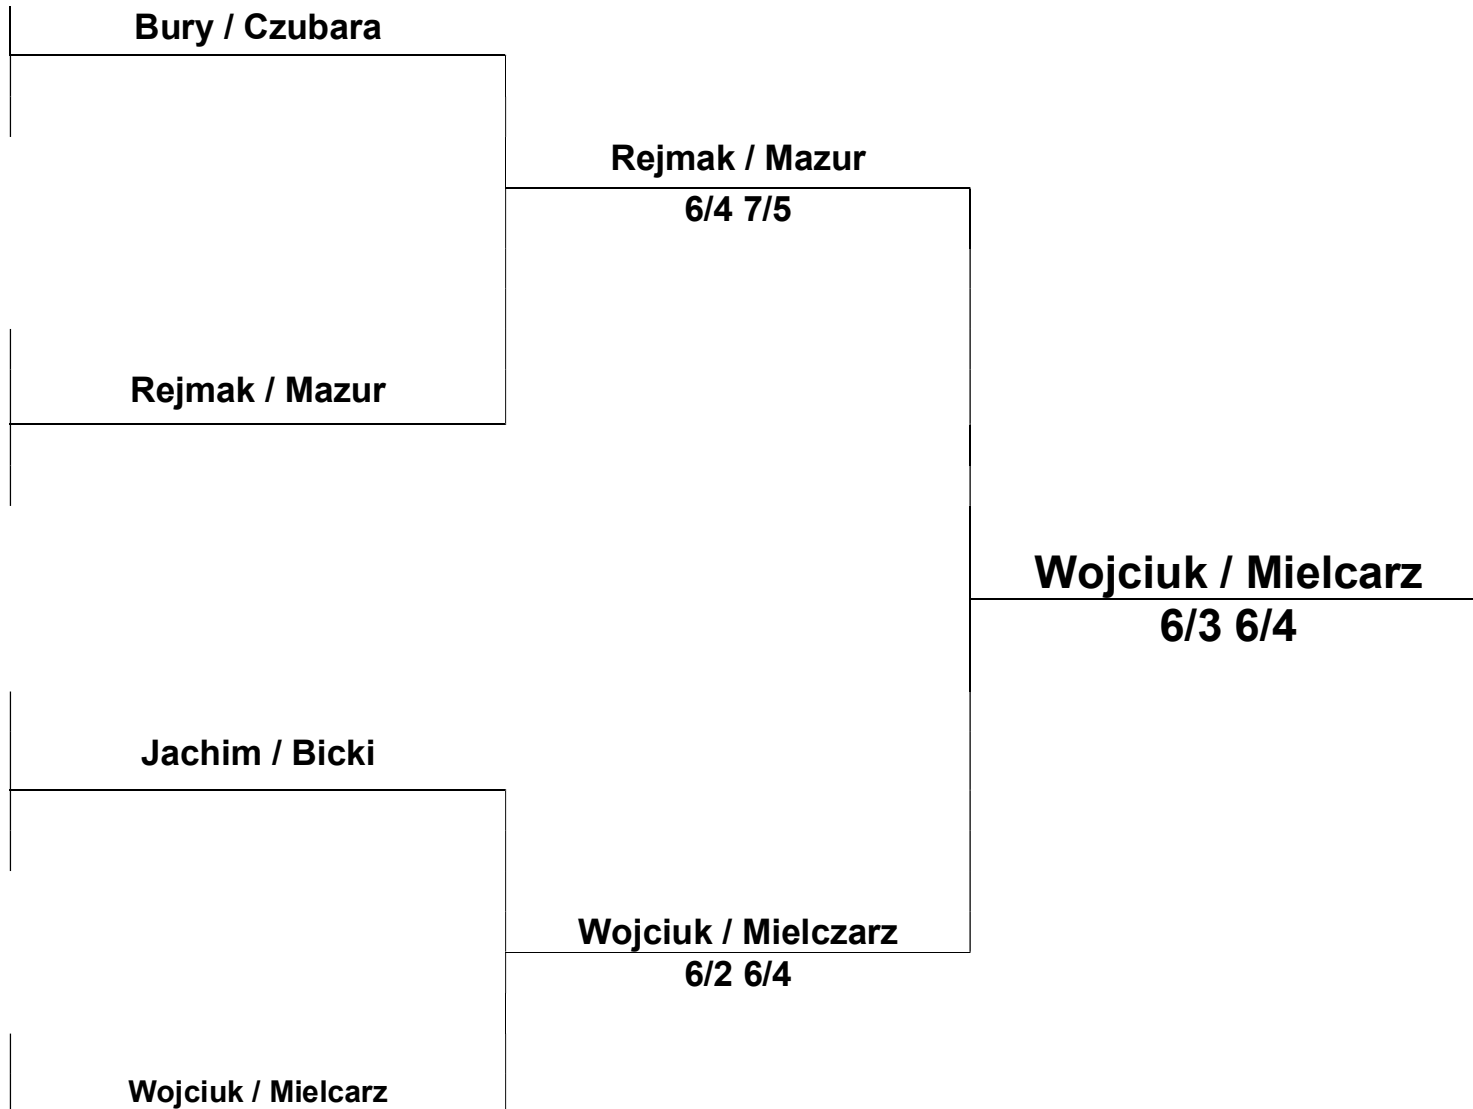 Bury / Czubara
Rejmak / Mazur
6/4 7/5
Rejmak / Mazur
Wojciuk / Mielcarz
6/3 6/4
Jachim / Bicki
Wojciuk / Mielczarz
6/2 6/4
Wojciuk / Mielcarz